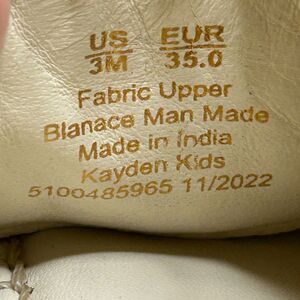 US EUR
3M 35.0
Fabric Upper
Blanace Man Made
Made in India
Kayden Kids
5100485965 11/2022